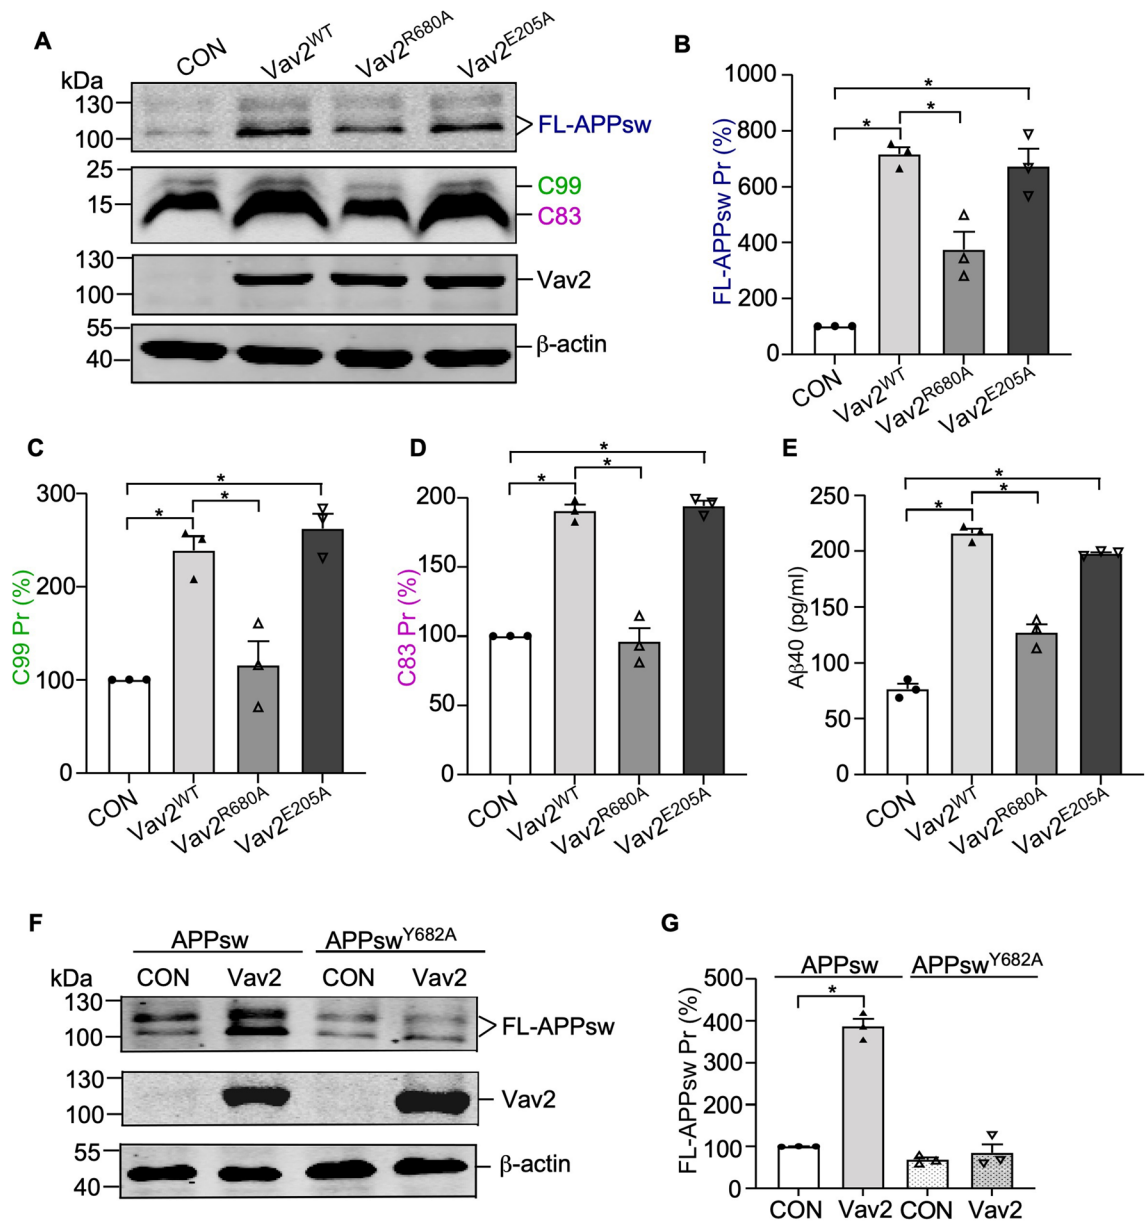 A
CON Vav2WT Vav2R680A Vav2E205A
kDa
130
100
FL-APPsw
25
15
C99
C83
130
100
Vav2
55
40
β-actin
B
FL-APPsw Pr (%)
1000
800
600
400
200
0
* * *
CON Vav2WT Vav2R680A Vav2E205A
C
C99 Pr (%)
300
200
100
0
* * *
CON Vav2WT Vav2R680A Vav2E205A
D
C83 Pr (%)
200
150
100
50
0
* * *
CON Vav2WT Vav2R680A Vav2E205A
E
Aβ40 (pg/ml)
250
200
150
100
50
0
* * *
CON Vav2WT Vav2R680A Vav2E205A
F
APPsw APPswY682A
kDa CON Vav2 CON Vav2
130
100
FL-APPsw
130
100
Vav2
55
40
β-actin
G
APPsw APPswY682A
FL-APPsw Pr (%)
500
400
300
200
100
0
*
CON Vav2 CON Vav2